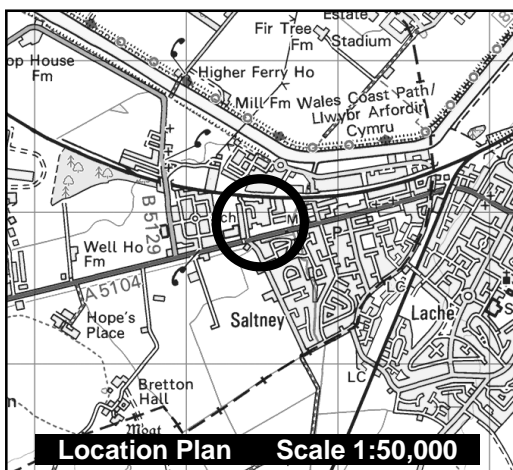 Estate
Fir Tree
Fm
Stadium
op House
Fm
Higher Ferry Ho
Mill Fm
Wales Coast Path/
Llwybr Arfordir
Cymru
B 5129
ch
M
P
Well Ho
Fm
A5104
LC
Hope's
Place
Saltney
Lache
S
LC
Bretton
Hall
Moat
n
Location Plan Scale 1:50,000